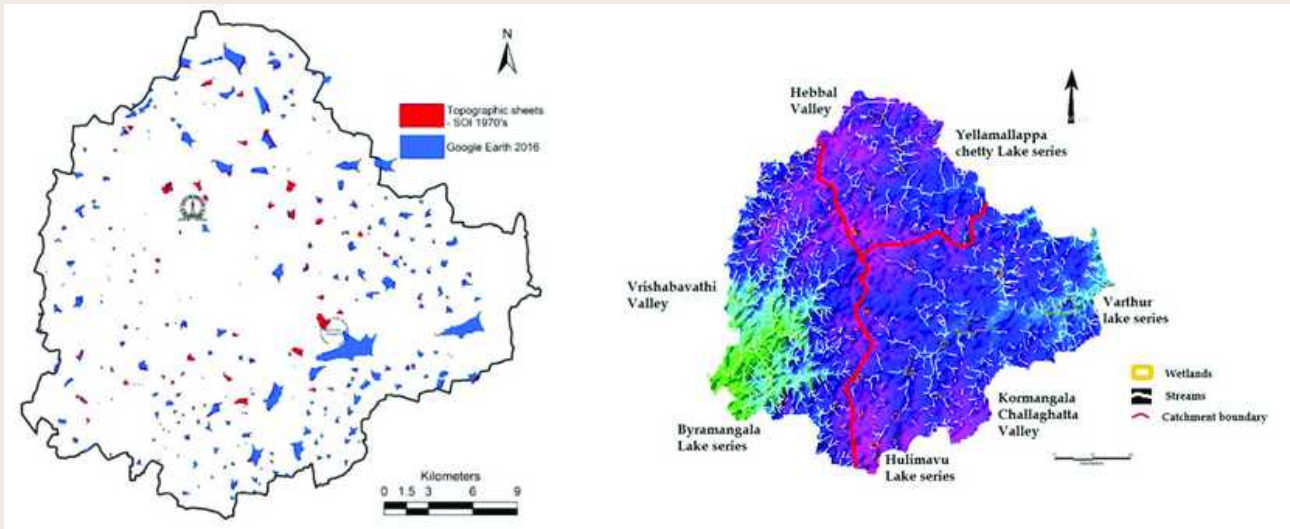 N
Topographic sheets
- SOI 1970's
Google Earth 2016
Kilometers
0 1.5 3 6 9
Hebbal
Valley
Yellamallappa
chetty Lake series
Vrishabavathi
Valley
Varthur
lake series
Wetlands
Streams
Catchment boundary
Kormangala
Challaghatta
Valley
Byramangala
Lake series
Hulimavu
Lake series